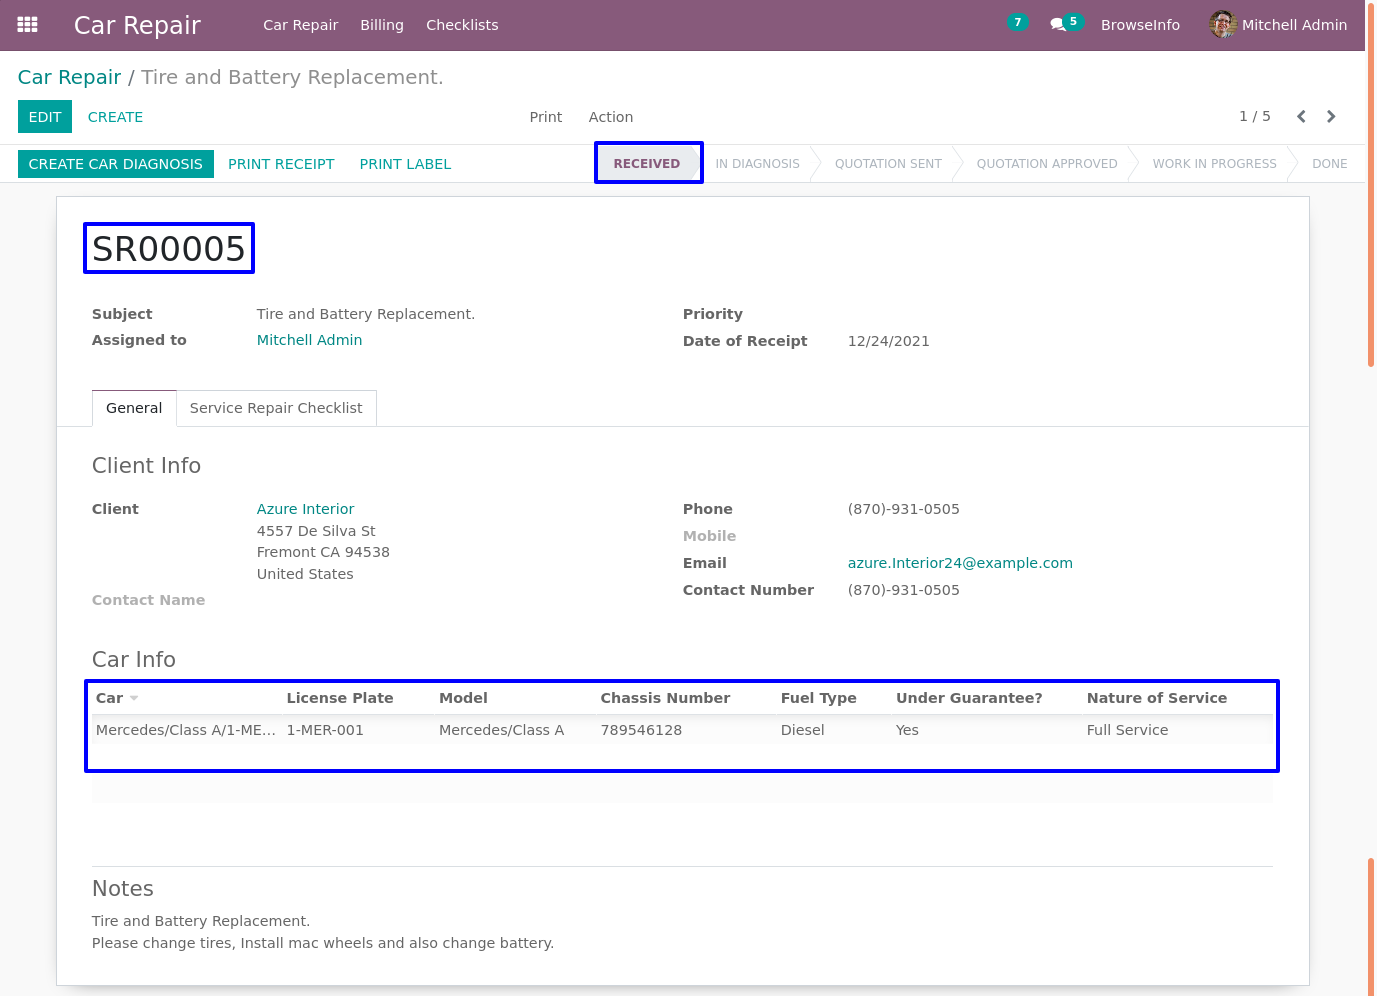 Car Repair Car Repair Billing Checklists 7 5 BrowseInfo Mitchell Admin
Car Repair / Tire and Battery Replacement.
EDIT CREATE Print Action 1 / 5
CREATE CAR DIAGNOSIS PRINT RECEIPT PRINT LABEL RECEIVED IN DIAGNOSIS QUOTATION SENT QUOTATION APPROVED WORK IN PROGRESS DONE
SR00005
Subject Tire and Battery Replacement. Priority
Assigned to Mitchell Admin Date of Receipt 12/24/2021
General Service Repair Checklist
Client Info
Client Azure Interior Phone (870)-931-0505
4557 De Silva St Mobile
Fremont CA 94538 Email azure.Interior24@example.com
United States Contact Number (870)-931-0505
Contact Name
Car Info
Car License Plate Model Chassis Number Fuel Type Under Guarantee? Nature of Service
Mercedes/Class A/1-ME... 1-MER-001 Mercedes/Class A 789546128 Diesel Yes Full Service
Notes
Tire and Battery Replacement.
Please change tires, Install mac wheels and also change battery.